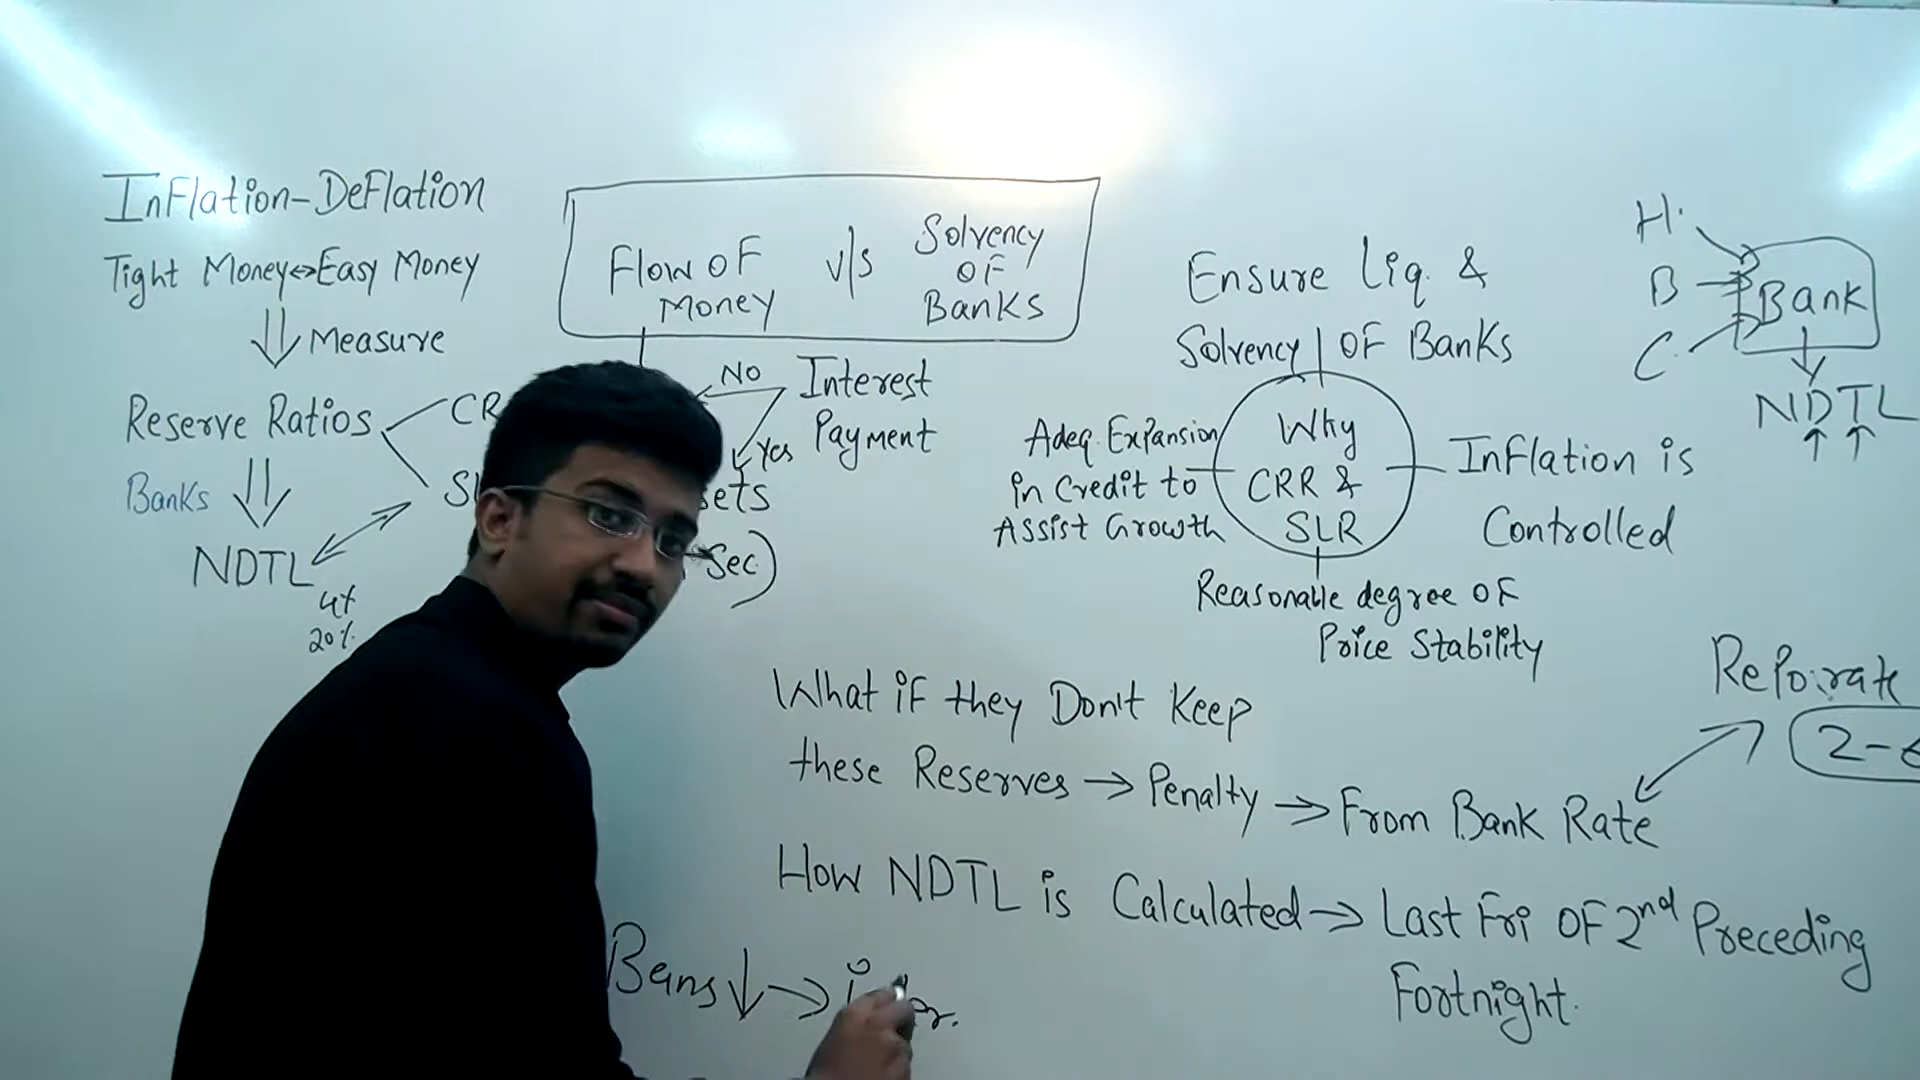 InFlation-DeFlation
Tight Money↔Easy Money
Measure
Reserve Ratios
CR
Banks
NDTL
4%
20%
Flow OF
Money
v/s
Solvency
OF
Banks
NO
Interest
Yes
Payment
sets
Sec)
Ensure Liq. &
Solvency OF Banks
Adeq. Expansion
in Credit to
Assist Growth
Why
CRR &
SLR
InFlation is
Controlled
Reasonable degree OF
Price Stability
H.
B
C.
Bank
NDTL
What iF they Don't Keep
these Reserves → Penalty → From Bank Rate
Repo rate
How NDTL is Calculated → Last Fri OF 2nd Preceding
Fortnight.